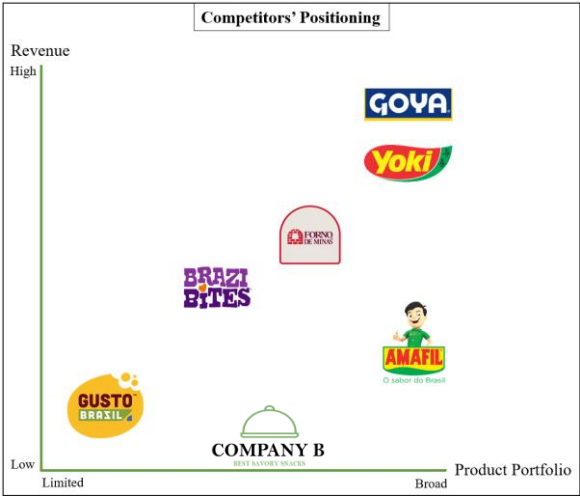 Competitors’ Positioning
Revenue
High
GOYA
Yoki
FORNO
DE MINAS
BRAZI
BITES
AMAFIL
O sabor do Brasil
GUSTO
BRASIL
COMPANY B
BEST SAVORY SNACKS
Low
Product Portfolio
Limited
Broad